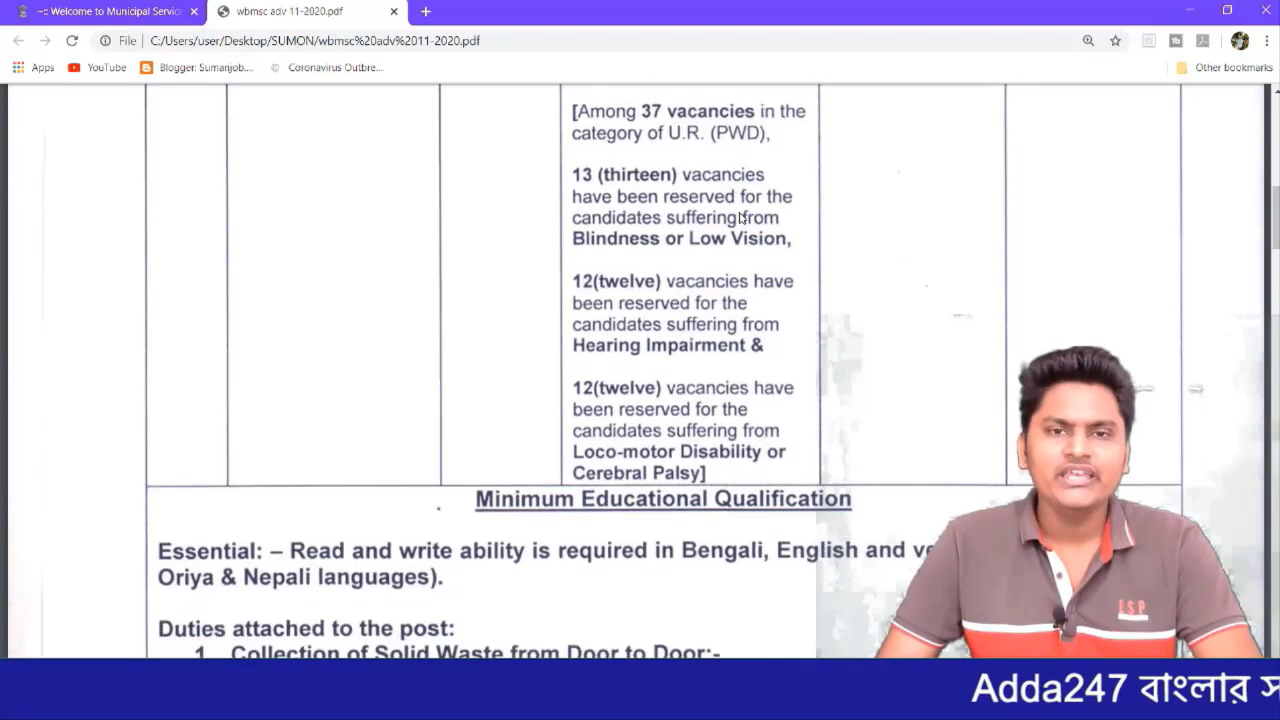 -:: Welcome to Municipal Service
wbmsc adv 11-2020.pdf
File
C:/Users/user/Desktop/SUMON/wbmsc%20adv%2011-2020.pdf
Apps
YouTube
Blogger: Sumanjob....
Coronavirus Outbre...
Other bookmarks
[Among 37 vacancies in the
category of U.R. (PWD),
13 (thirteen) vacancies
have been reserved for the
candidates suffering from
Blindness or Low Vision,
12(twelve) vacancies have
been reserved for the
candidates suffering from
Hearing Impairment &
12(twelve) vacancies have
been reserved for the
candidates suffering from
Loco-motor Disability or
Cerebral Palsy]
Minimum Educational Qualification
Essential: – Read and write ability is required in Bengali, English and
Oriya & Nepali languages).
Duties attached to the post:
1. Collection of Solid Waste from Door to Door:-
ESP
Adda247 বাংলার